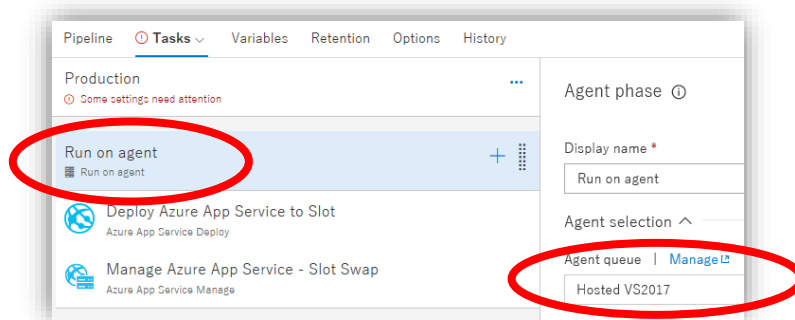 Pipeline Tasks Variables Retention Options History
Production
Some settings need attention
Run on agent
Run on agent
Deploy Azure App Service to Slot
Azure App Service Deploy
Manage Azure App Service - Slot Swap
Azure App Service Manage
Agent phase
Display name *
Run on agent
Agent selection
Agent queue | Manage
Hosted VS2017